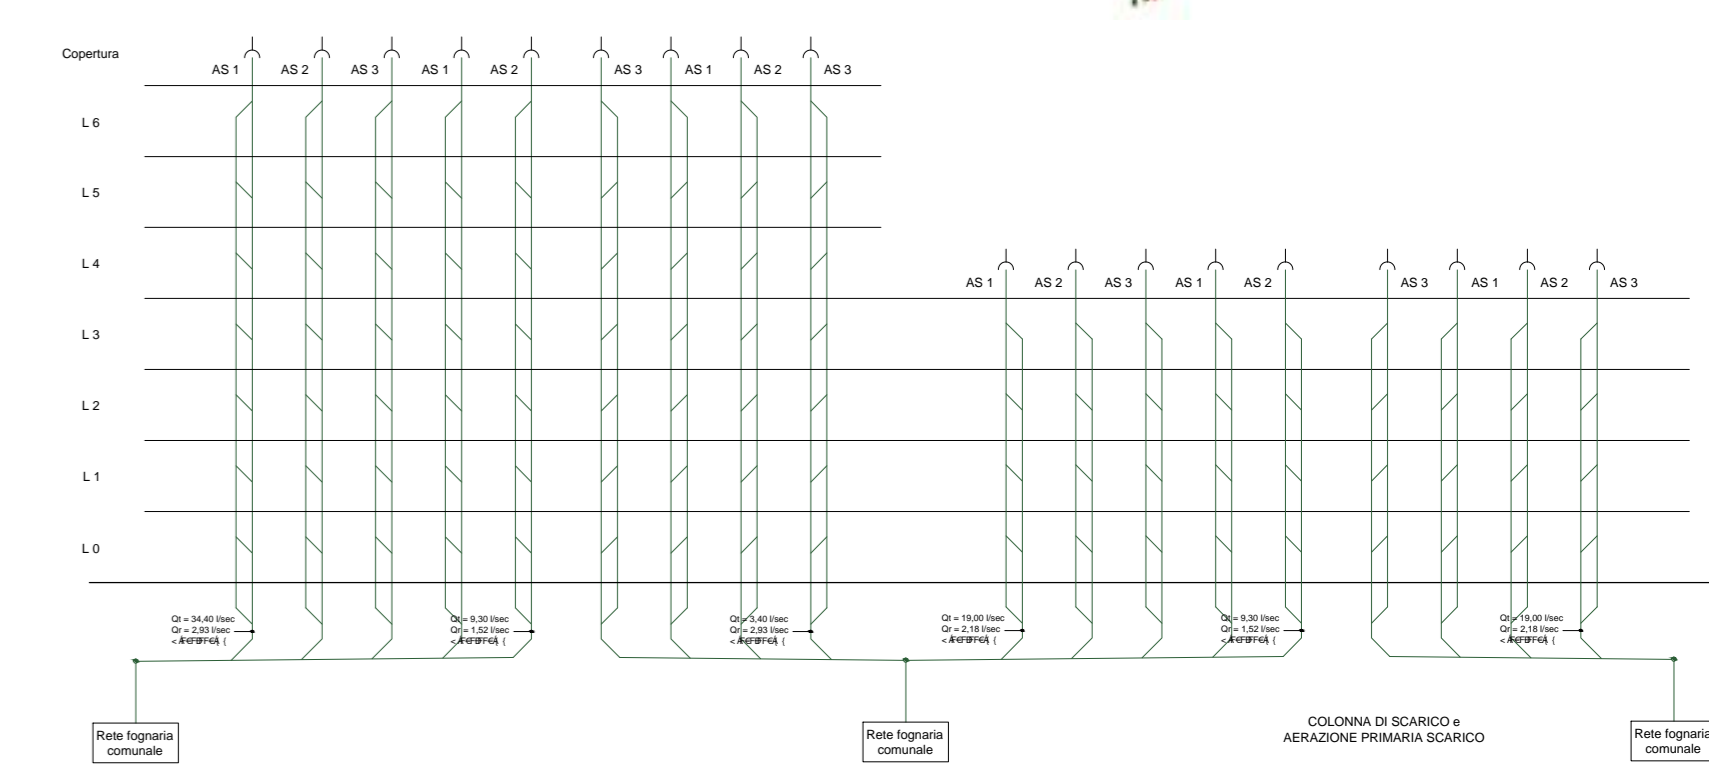 Copertura
AS 1 AS 2 AS 3 AS 1 AS 2 AS 3 AS 1 AS 2 AS 3
L 6
L 5
L 4
AS 1 AS 2 AS 3 AS 1 AS 2 AS 3 AS 1 AS 2 AS 3
L 3
L 2
L 1
L 0
Qt = 34,40 l/sec
Qr = 2,93 l/sec
Qt = 9,30 l/sec
Qr = 1,52 l/sec
Qt = 3,40 l/sec
Qr = 2,93 l/sec
Qt = 19,00 l/sec
Qr = 2,18 l/sec
Qt = 9,30 l/sec
Qr = 1,52 l/sec
Qt = 19,00 l/sec
Qr = 2,18 l/sec
Rete fognaria
comunale
Rete fognaria
comunale
COLONNA DI SCARICO e
AERAZIONE PRIMARIA SCARICO
Rete fognaria
comunale